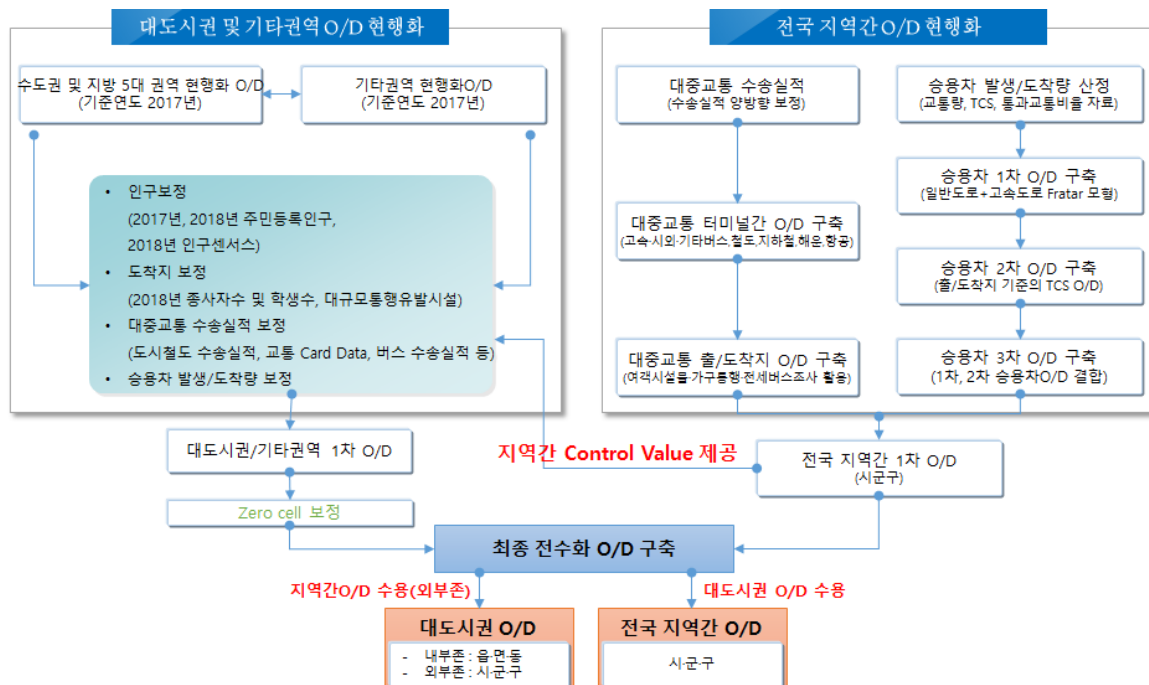 대도시권 및 기타권역 O/D 현행화
수도권 및 지방 5대 권역 현행화 O/D
(기준연도 2017년)
기타권역 현행화O/D
(기준연도 2017년)
• 인구보정
(2017년, 2018년 주민등록인구,
2018년 인구센서스)
• 도착지 보정
(2018년 종사자수 및 학생수, 대규모통행유발시설)
• 대중교통 수송실적 보정
(도시철도 수송실적, 교통 Card Data, 버스 수송실적 등)
• 승용차 발생/도착량 보정
대도시권/기타권역 1차 O/D
Zero cell 보정
전국 지역간 O/D 현행화
대중교통 수송실적
(수송실적 양방향 보정)
대중교통 터미널간 O/D 구축
(고속·시외·기타버스,철도,지하철,해운,항공)
대중교통 출/도착지 O/D 구축
(여객시설물·가구통행·전세버스조사 활용)
승용차 발생/도착량 산정
(교통량, TCS, 통과교통비율 자료)
승용차 1차 O/D 구축
(일반도로+고속도로 Fratar 모형)
승용차 2차 O/D 구축
(출/도착지 기준의 TCS O/D)
승용차 3차 O/D 구축
(1차, 2차 승용차O/D 결합)
지역간 Control Value 제공
전국 지역간 1차 O/D
(시군구)
최종 전수화 O/D 구축
지역간O/D 수용(외부존)
대도시권 O/D 수용
대도시권 O/D
- 내부존 : 읍·면·동
- 외부존 : 시·군·구
전국 지역간 O/D
시·군·구